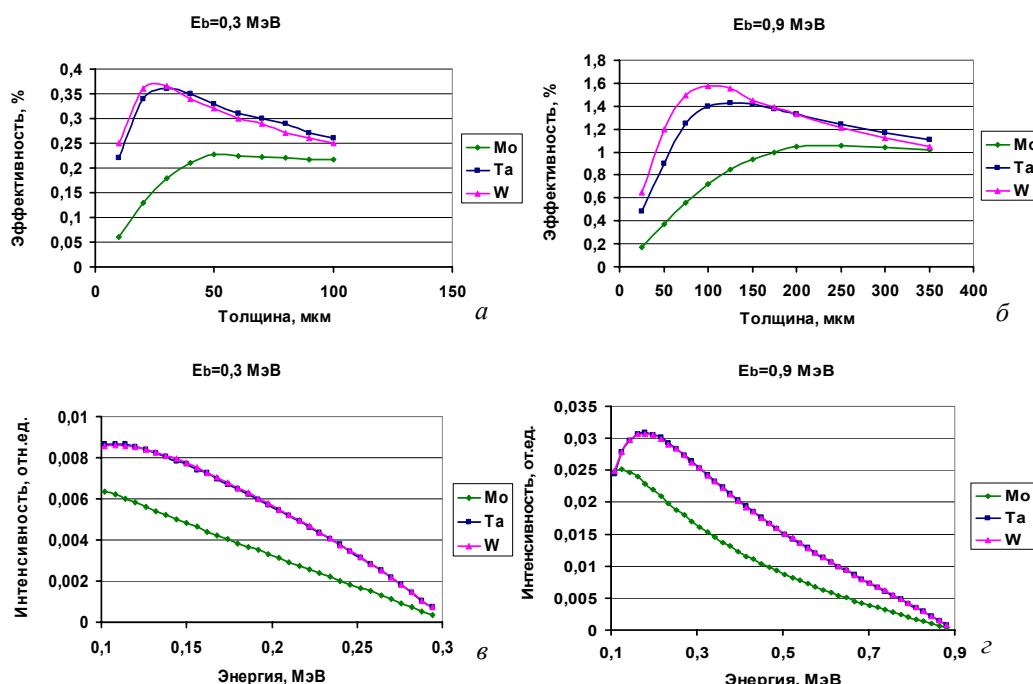 Eb=0,3 МэВ
Эффективность, %
0,4
0,35
0,3
0,25
0,2
0,15
0,1
0,05
0
0 50 100 150
Толщина, мкм
Mo
Ta
W
а
Eb=0,9 МэВ
Эффективность, %
1,8
1,6
1,4
1,2
1
0,8
0,6
0,4
0,2
0
0 50 100 150 200 250 300 350 400
Толщина, мкм
Mo
Ta
W
б
Eb=0,3 МэВ
Интенсивность, отн.ед.
0,01
0,008
0,006
0,004
0,002
0
0,1 0,15 0,2 0,25 0,3 0,35
Энергия, МэВ
Mo
Ta
W
в
Eb=0,9 МэВ
Интенсивность, от.ед.
0,035
0,03
0,025
0,02
0,015
0,01
0,005
0
0,1 0,3 0,5 0,7 0,9
Энергия, МэВ
Mo
Ta
W
г